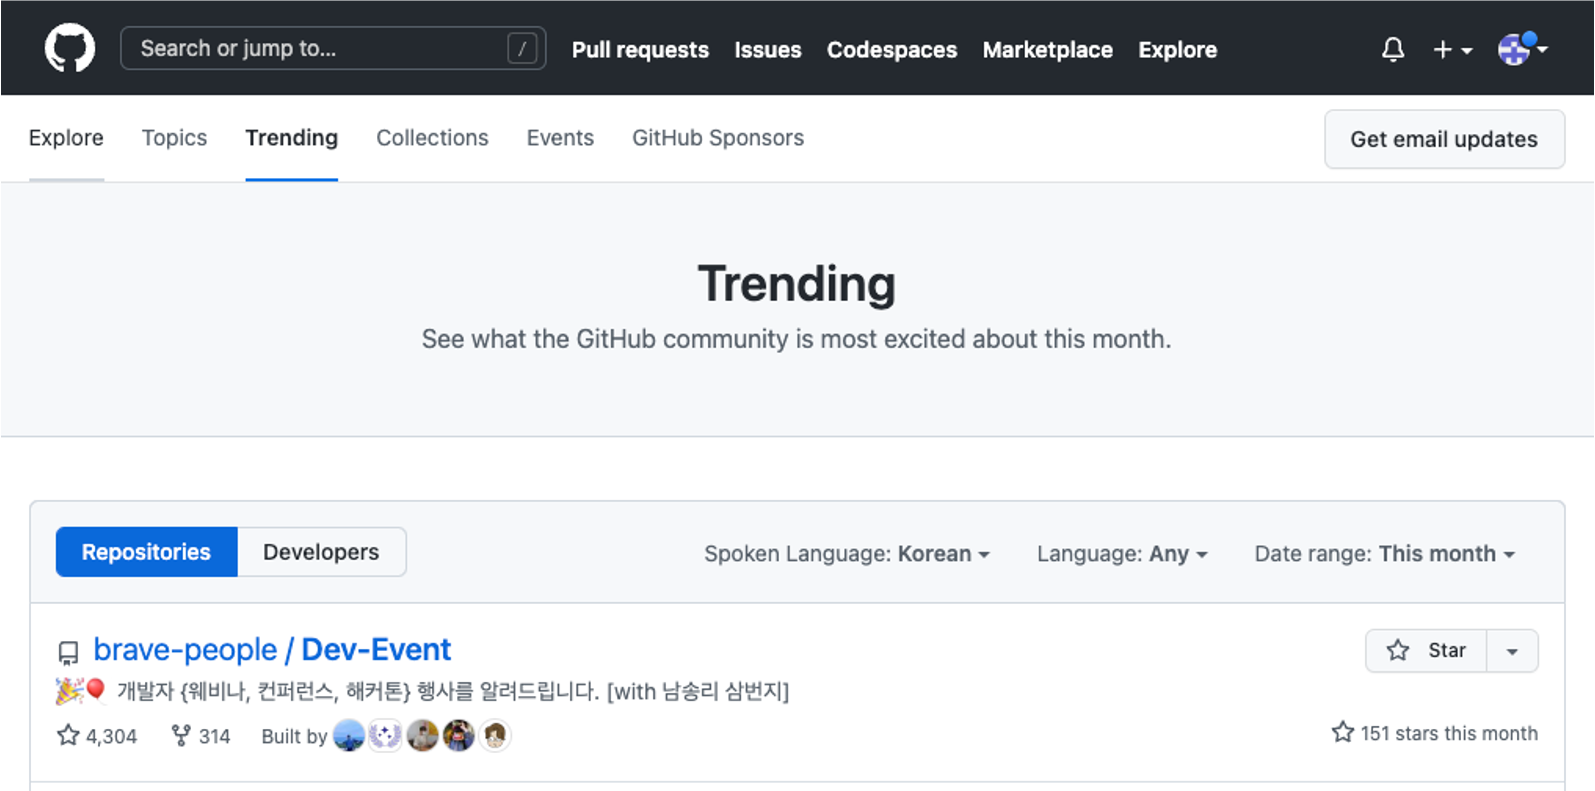 Search or jump to... /
Pull requests Issues Codespaces Marketplace Explore
Explore Topics Trending Collections Events GitHub Sponsors
Get email updates
Trending
See what the GitHub community is most excited about this month.
Repositories Developers
Spoken Language: Korean Language: Any Date range: This month
brave-people / Dev-Event
Star
🎉🎈 개발자 {웨비나, 컨퍼런스, 해커톤} 행사를 알려드립니다. [with 남송리 삼번지]
4,304 314 Built by
151 stars this month